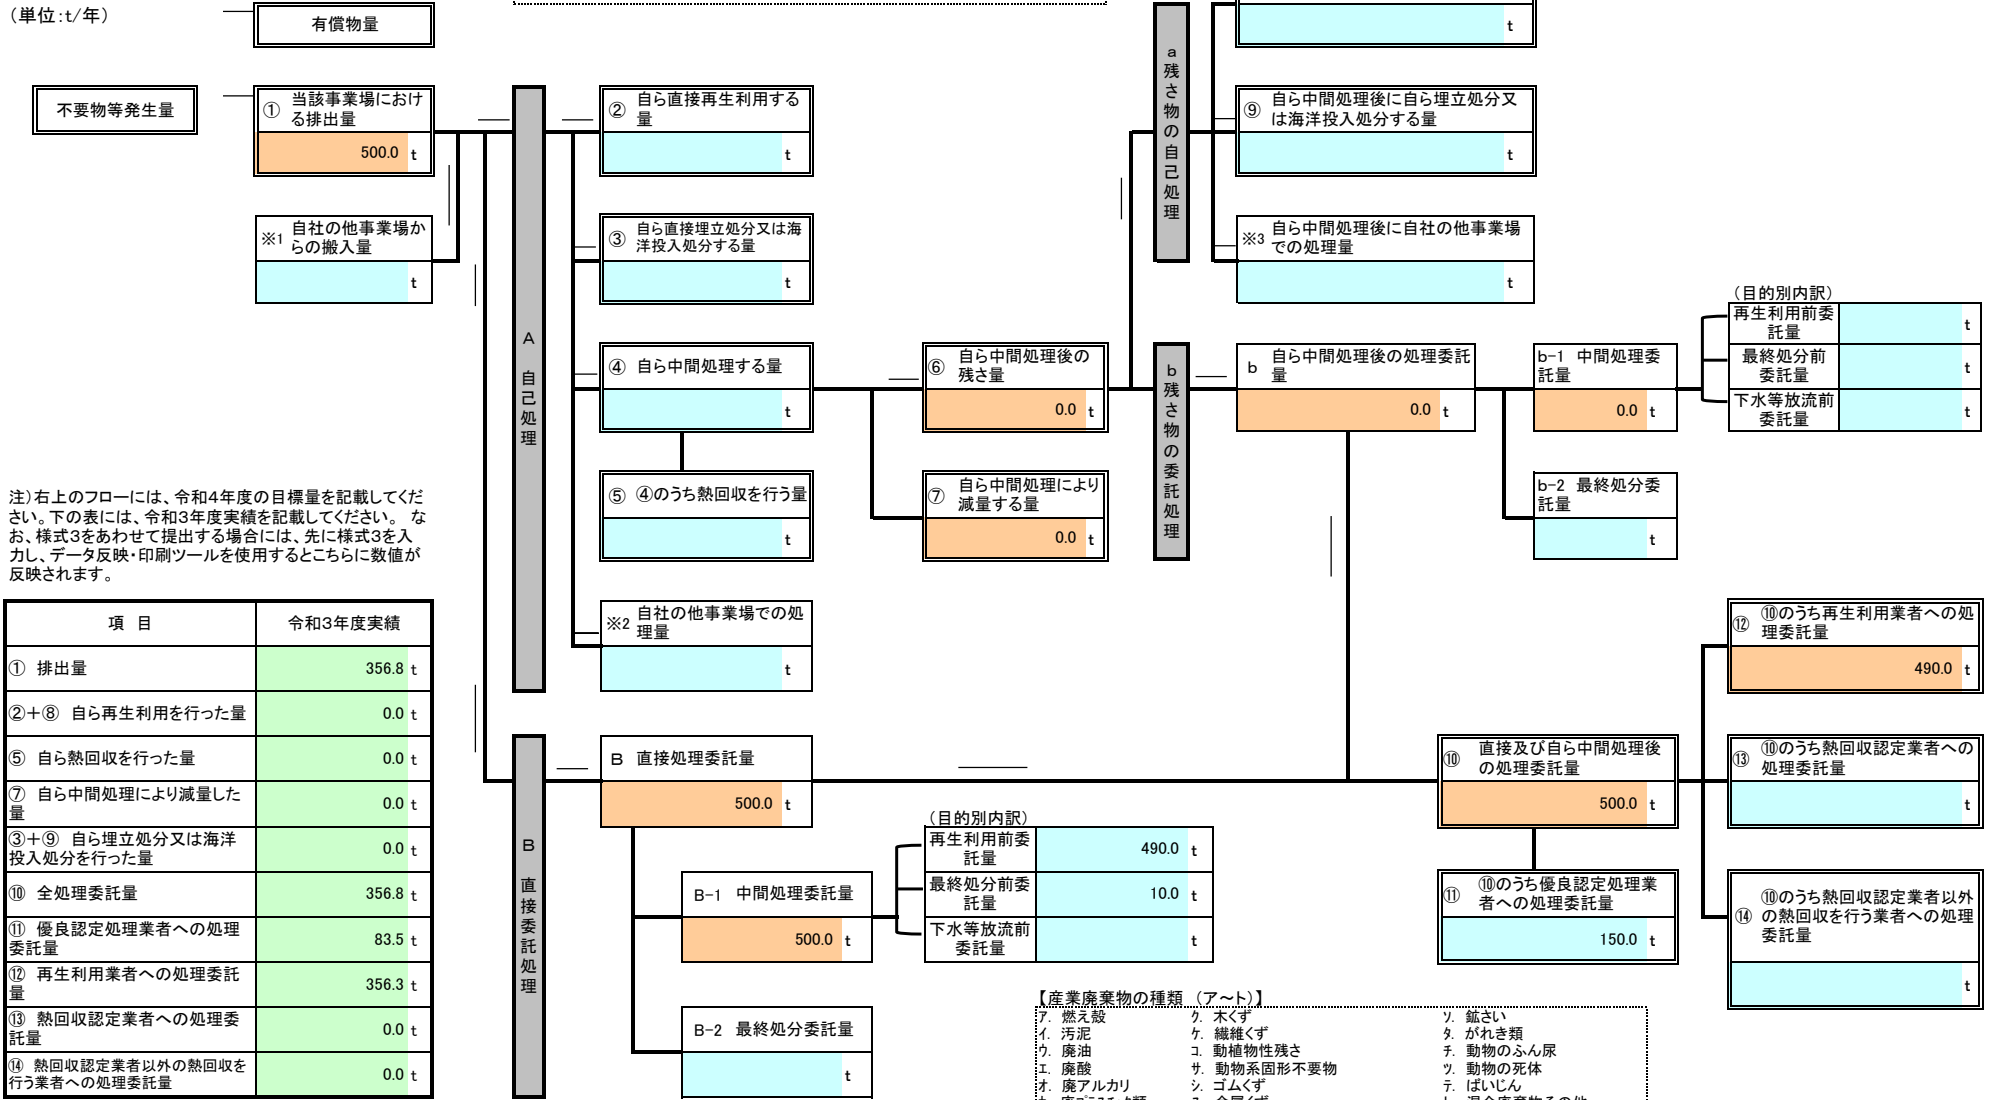 （単位:t/年）
有償物量
t
不要物等発生量
① 当該事業場におけ
る排出量
500.0 t
※1 自社の他事業場か
らの搬入量
t
A 自己処理
② 自ら直接再生利用する
量
t
③ 自ら直接埋立処分又は海
洋投入処分する量
t
④ 自ら中間処理する量
t
⑤ ④のうち熱回収を行う量
t
※2 自社の他事業場での処
理量
t
⑥ 自ら中間処理後の
残さ量
0.0 t
⑦ 自ら中間処理により
減量する量
0.0 t
a 残さ物の自己処理
⑨ 自ら中間処理後に自ら埋立処分又
は海洋投入処分する量
t
※3 自ら中間処理後に自社の他事業場
での処理量
t
b 残さ物の委託処理
b 自ら中間処理後の処理委託
量
0.0 t
b-1 中間処理委
託量
0.0 t
b-2 最終処分委
託量
t
（目的別内訳）
再生利用前委
託量
t
最終処分前
委託量
t
下水等放流前
委託量
t
注）右上のフローには、令和4年度の目標量を記載してくだ
さい。下の表には、令和3年度実績を記載してください。 な
お、様式3をあわせて提出する場合には、先に様式3を入
力し、データ反映・印刷ツールを使用するとこちらに数値が
反映されます。
項 目 令和3年度実績
① 排出量 356.8 t
②＋⑧ 自ら再生利用を行った量 0.0 t
⑤ 自ら熱回収を行った量 0.0 t
⑦ 自ら中間処理により減量した
量 0.0 t
③＋⑨ 自ら埋立処分又は海洋
投入処分を行った量 0.0 t
⑩ 全処理委託量 356.8 t
⑪ 優良認定処理業者への処理
委託量 83.5 t
⑫ 再生利用業者への処理委託
量 356.3 t
⑬ 熱回収認定業者への処理委
託量 0.0 t
⑭ 熱回収認定業者以外の熱回収を
行う業者への処理委託量 0.0 t
B 直接委託処理
B 直接処理委託量
500.0 t
B-1 中間処理委託量
500.0 t
B-2 最終処分委託量
t
（目的別内訳）
再生利用前委
託量
490.0 t
最終処分前委
託量
10.0 t
下水等放流前
委託量
t
⑩ 直接及び自ら中間処理後
の処理委託量
500.0 t
⑪ ⑩のうち優良認定処理業
者への処理委託量
150.0 t
⑫ ⑩のうち再生利用業者への処
理委託量
490.0 t
⑬ ⑩のうち熱回収認定業者への
処理委託量
t
⑭ ⑩のうち熱回収認定業者以外
の熱回収を行う業者への処理
委託量
t
【産業廃棄物の種類 （ア～ト）】
ア. 燃え殻 ｸ. 木くず ｿ. 鉱さい
ｲ. 汚泥 ｹ. 繊維くず ﾀ. がれき類
ｳ. 廃油 ｺ. 動植物性残さ ﾁ. 動物のふん尿
ｴ. 廃酸 ｻ. 動物系固形不要物 ﾂ. 動物の死体
ｵ. 廃アルカリ ｼ. ゴムくず ﾃ. ばいじん